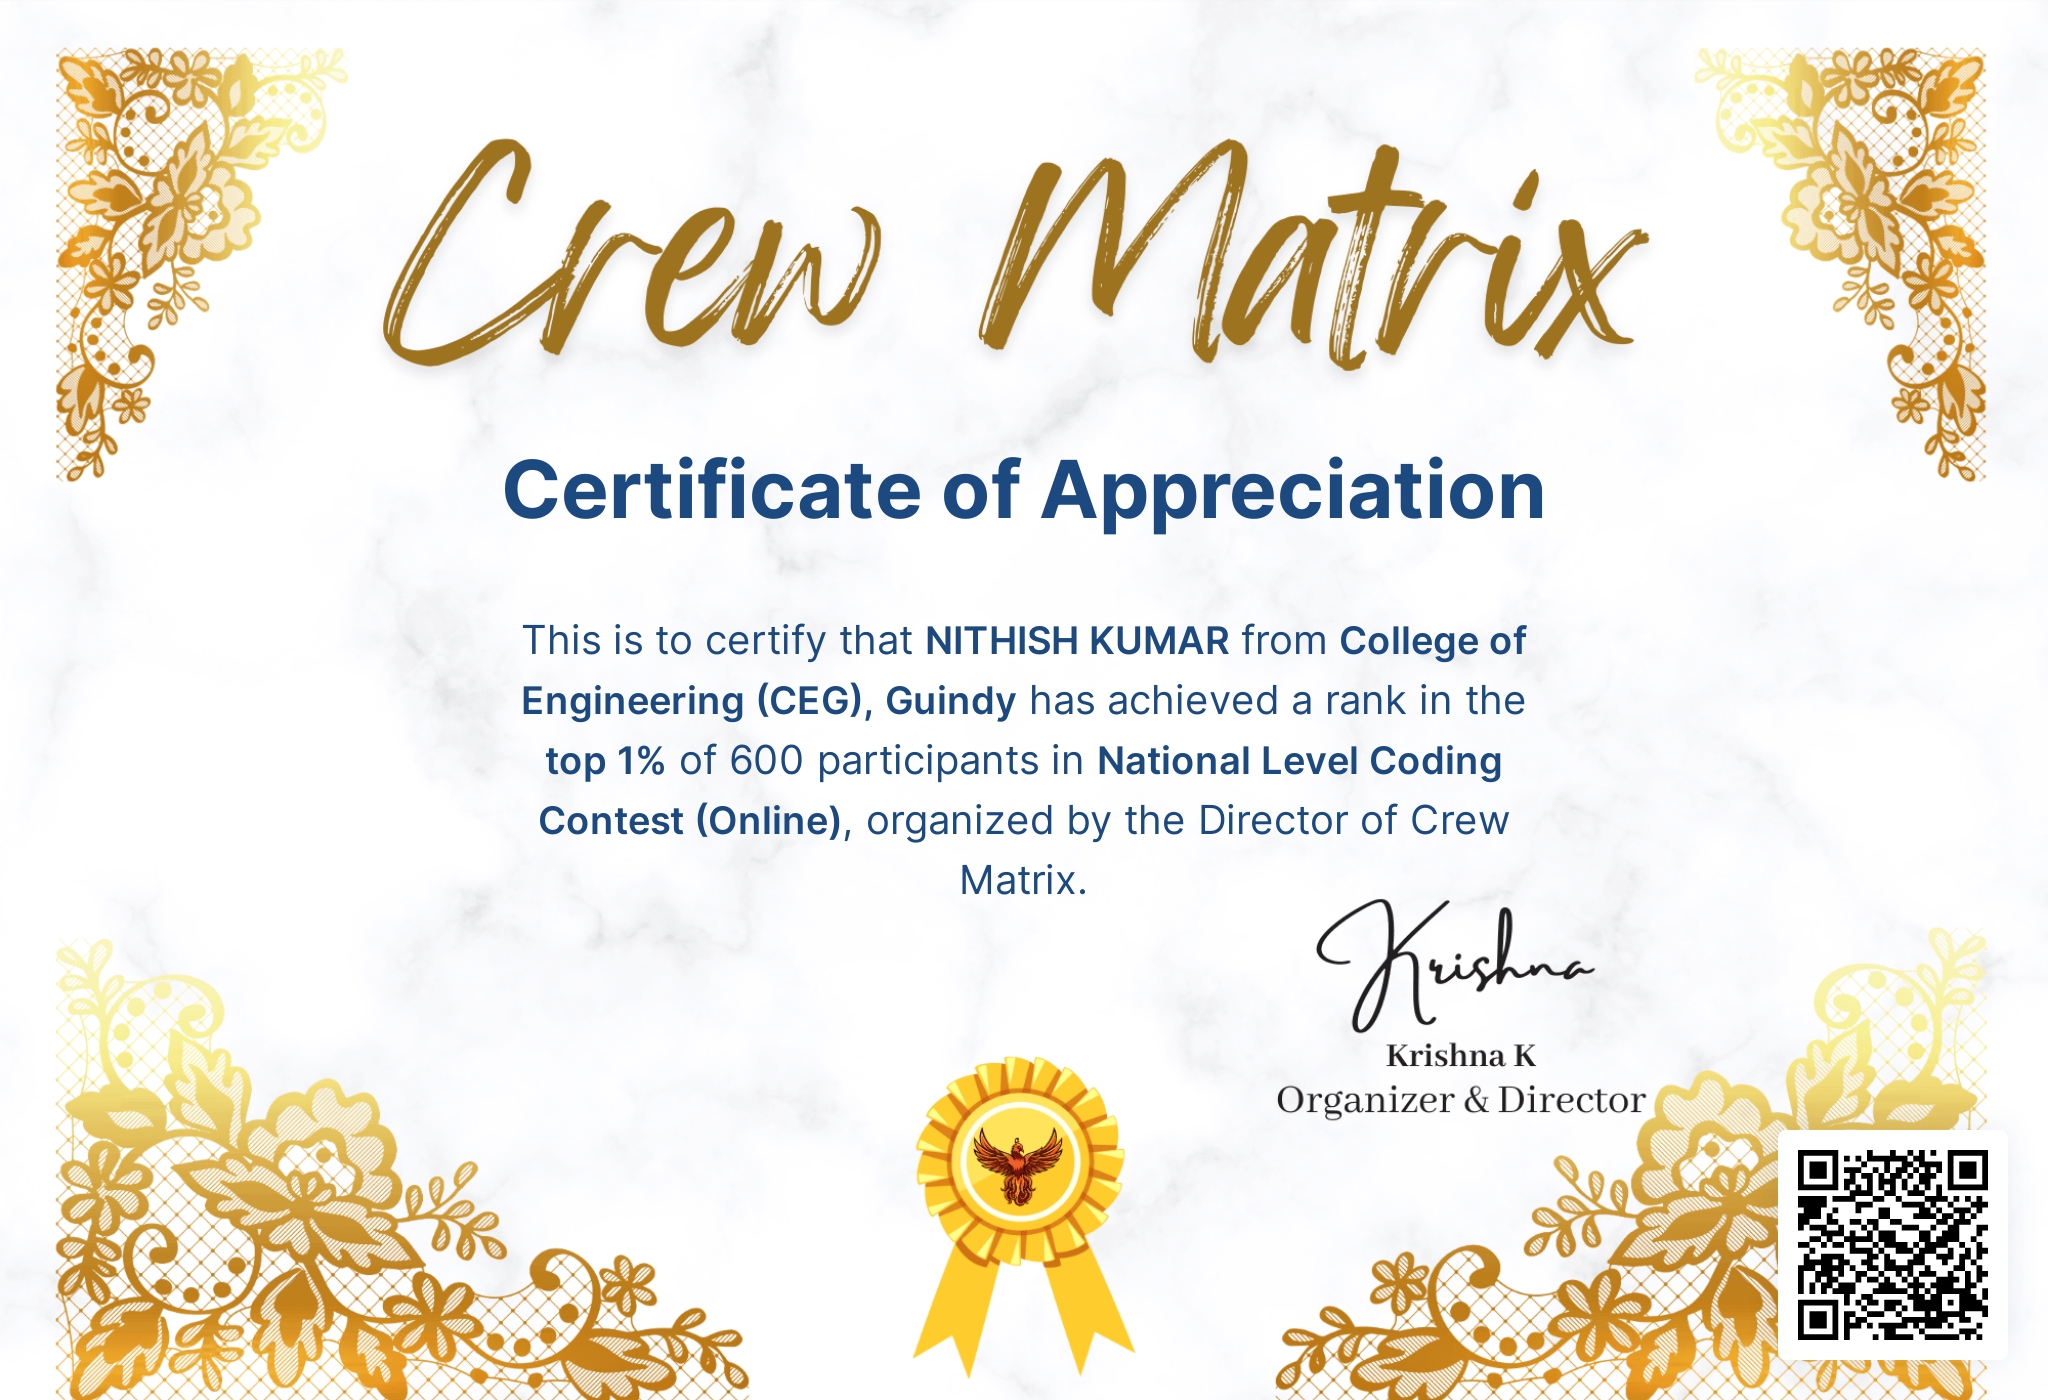 Crew Matrix
Certificate of Appreciation
This is to certify that NITHISH KUMAR from College of
Engineering (CEG), Guindy has achieved a rank in the
top 1% of 600 participants in National Level Coding
Contest (Online), organized by the Director of Crew
Matrix.
Krishna
Krishna K
Organizer & Director